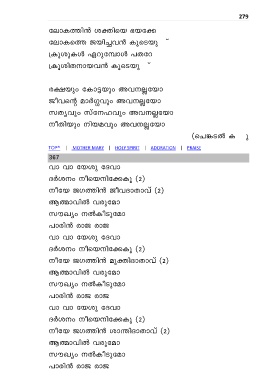 279
ലോകത്തിൻ ശക്തിയെ ഭയക്കേ
ലോകത്തെ ജയിച്ചവൻ കൂടെയു
ക്രൂശുകൾ ഏറുമ്പോൾ പതറേ
ക്രൂശിതനായവൻ കൂടെയു
രക്ഷയും കോട്ടയും അവനല്ലയോ
ജീവന്റെ മാർഗ്ഗവും അവനല്ലയോ
സത്യവും സ്നേഹവും അവനല്ലയോ
നീതിയും നിയമവും അവനല്ലയോ
(ചെങ്കടൽ ക
TOP^ | MOTHER MARY | HOLY SPIRIT | ADORATION | PRAISE
367
വാ വാ യേശു ദേവാ
ദർശനം നീയെനിക്കേകൂ (2)
നീയേ ജഗത്തിൻ ജീവദാതാവ് (2)
ആത്മാവിൽ വരുമോ
സൗഖ്യം നൽകീടുമോ
പാരിൻ രാജ രാജ
വാ വാ യേശു ദേവാ
ദർശനം നീയെനിക്കേകൂ (2)
നീയേ ജഗത്തിൻ മുക്തിദാതാവ് (2)
ആത്മാവിൽ വരുമോ
സൗഖ്യം നൽകീടുമോ
പാരിൻ രാജ രാജ
വാ വാ യേശു ദേവാ
ദർശനം നീയെനിക്കേകൂ (2)
നീയേ ജഗത്തിൻ ശാന്തിദാതാവ് (2)
ആത്മാവിൽ വരുമോ
സൗഖ്യം നൽകീടുമോ
പാരിൻ രാജ രാജ